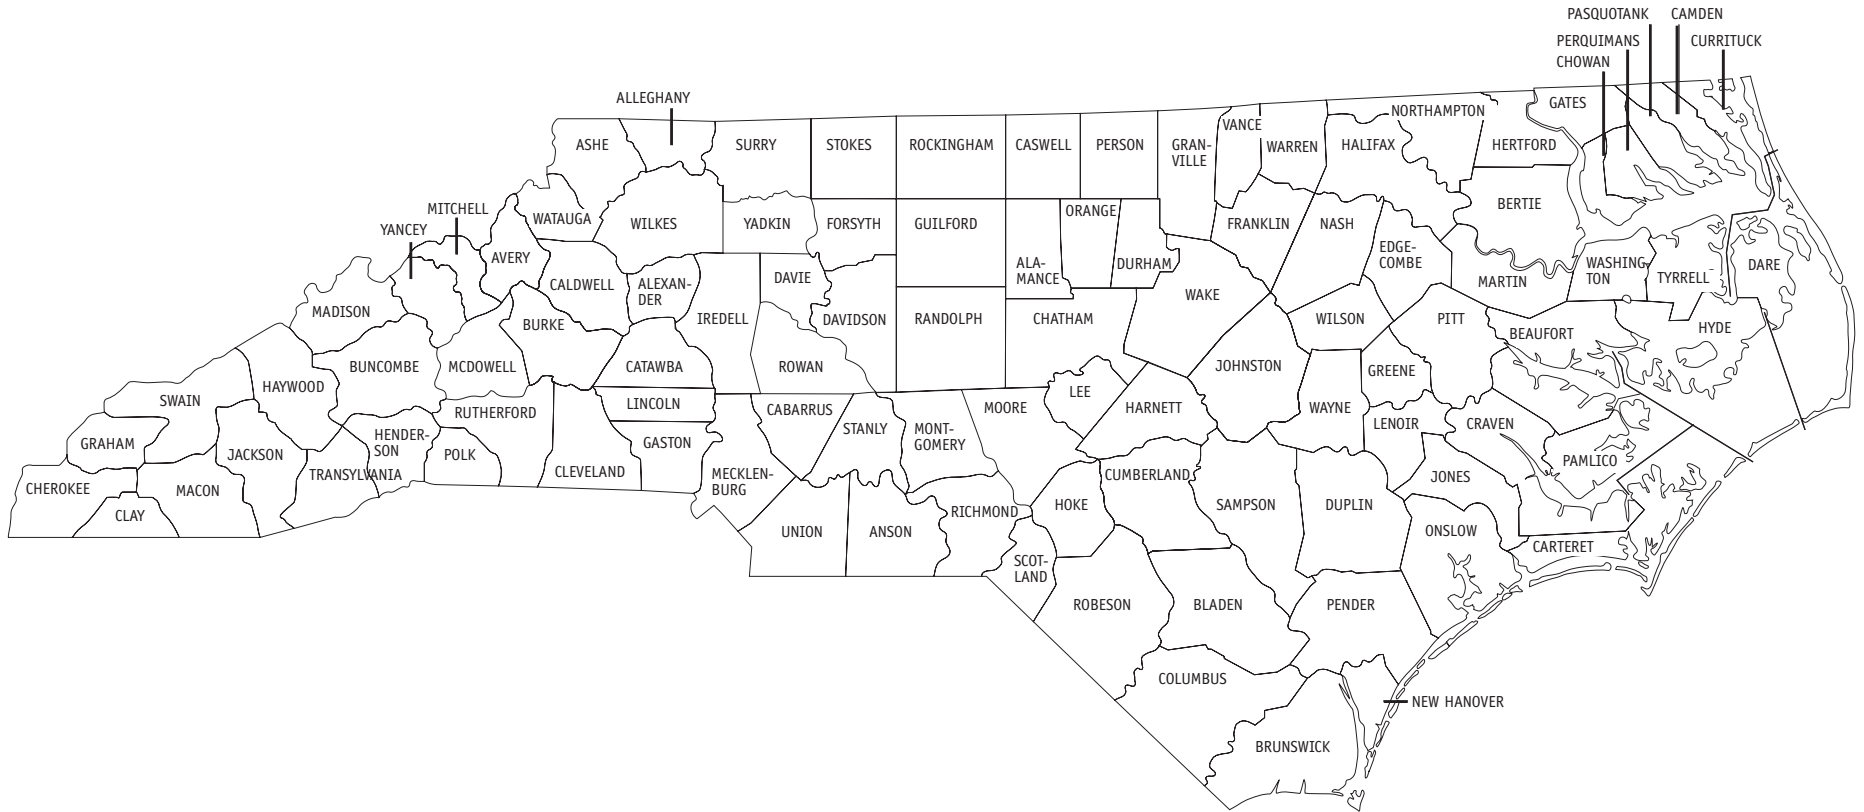 PASQUOTANK
CAMDEN
PERQUIMANS
CURRITUCK
CHOWAN
ALLEGHANY
GATES
NORTHAMPTON
VANCE
ASHE
SURRY
STOKES
ROCKINGHAM
CASWELL
PERSON
GRAN-
VILLE
WARREN
HALIFAX
HERTFORD
MITCHELL
WATAUGA
WILKES
YADKIN
FORSYTH
GUILFORD
ORANGE
FRANKLIN
NASH
BERTIE
YANCEY
AVERY
EDGE-
COMBE
ALA-
MANCE
DURHAM
WASHING
TON
TYRRELL
DARE
CALDWELL
ALEXAN-
DER
DAVIE
MARTIN
WAKE
MADISON
BURKE
IREDELL
DAVIDSON
RANDOLPH
CHATHAM
WILSON
PITT
BEAUFORT
HYDE
BUNCOMBE
MCDOWELL
CATAWBA
ROWAN
JOHNSTON
GREENE
HAYWOOD
SWAIN
LINCOLN
LEE
RUTHERFORD
CABARRUS
MOORE
HARNETT
WAYNE
GRAHAM
JACKSON
HENDER-
SON
GASTON
STANLY
MONT-
GOMERY
LENOIR
CRAVEN
POLK
CLEVELAND
PAMLICO
TRANSYLVANIA
MECKLEN-
BURG
CUMBERLAND
JONES
CHEROKEE
MACON
CLAY
UNION
ANSON
RICHMOND
HOKE
SAMPSON
DUPLIN
ONSLOW
CARTERET
SCOT-
LAND
ROBESON
BLADEN
PENDER
COLUMBUS
NEW HANOVER
BRUNSWICK